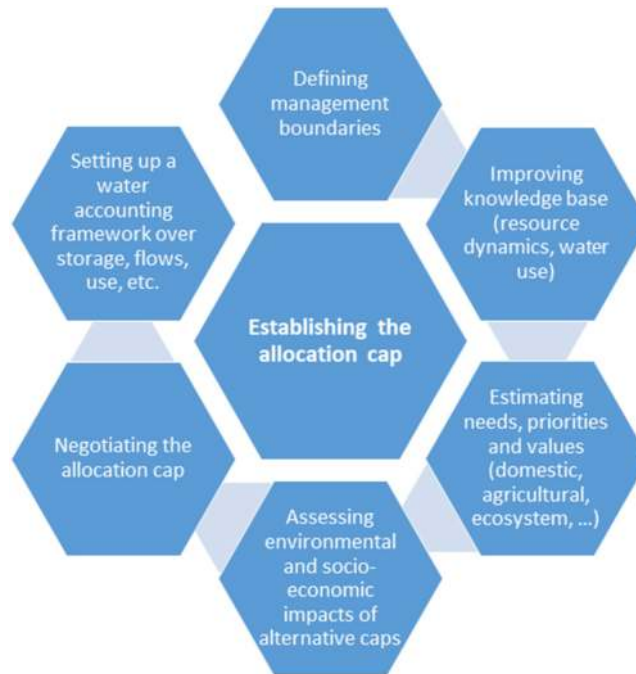 Defining
management
boundaries
Improving
knowledge base
(resource
dynamics, water
use)
Estimating
needs, priorities
and values
(domestic,
agricultural,
ecosystem, ...)
Assessing
environmental
and socio-
economic
impacts of
alternative caps
Negotiating the
allocation cap
Setting up a
water
accounting
framework over
storage, flows,
use, etc.
Establishing the
allocation cap